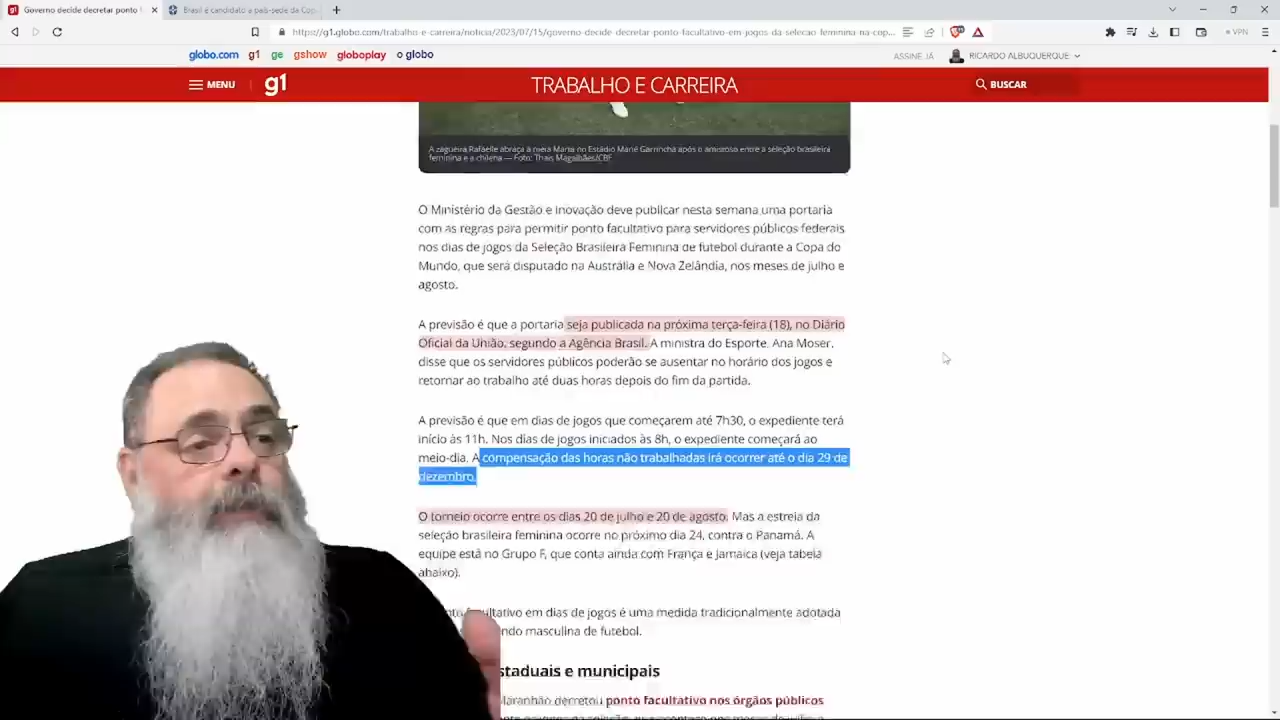 Governo decide decretar ponto f
Brasil é candidato a país-sede da Cop
https://g1.globo.com/trabalho-e-carreira/noticia/2023/07/15/governo-decide-decretar-ponto-facultativo-em-jogos-da-selecao-feminina-na-cop...
VPN
globo.com g1 ge gshow globoplay o globo
ASSINE JÁ
RICARDO ALBUQUERQUE
MENU
g1
TRABALHO E CARREIRA
BUSCAR
A zagueira Rafaelle abraça a meia Maria no Estádio Mané Garrincha após o amistoso entre a seleção brasileira
feminina e a chilena — Foto: Thais Magalhães/CBF
O Ministério da Gestão e Inovação deve publicar nesta semana uma portaria
com as regras para permitir ponto facultativo para servidores públicos federais
nos dias de jogos da Seleção Brasileira Feminina de futebol durante a Copa do
Mundo, que será disputado na Austrália e Nova Zelândia, nos meses de julho e
agosto.
A previsão é que a portaria seja publicada na próxima terça-feira (18), no Diário
Oficial da União, segundo a Agência Brasil. A ministra do Esporte, Ana Moser,
disse que os servidores públicos poderão se ausentar no horário dos jogos e
retornar ao trabalho até duas horas depois do fim da partida.
A previsão é que em dias de jogos que começarem até 7h30, o expediente terá
início às 11h. Nos dias de jogos iniciados às 8h, o expediente começará ao
meio-dia. A compensação das horas não trabalhadas irá ocorrer até o dia 29 de
dezembro.
O torneio ocorre entre os dias 20 de julho e 20 de agosto. Mas a estreia da
seleção brasileira feminina ocorre no próximo dia 24, contra o Panamá. A
equipe está no Grupo F, que conta ainda com França e Jamaica (veja tabela
abaixo).
facultativo em dias de jogos é uma medida tradicionalmente adotada
ndo masculina de futebol.
staduais e municipais
laranhão decretou ponto facultativo nos órgãos públicos